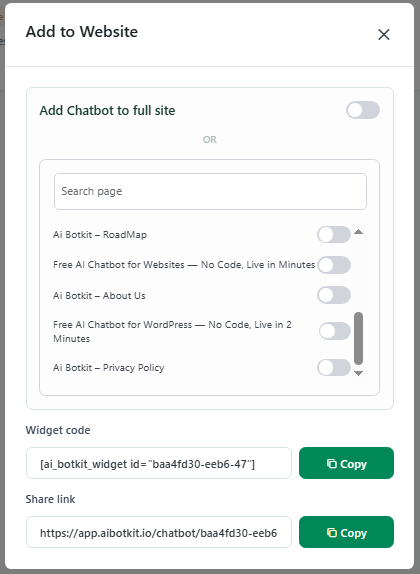 Add to Website
Add Chatbot to full site
OR
Search page
Ai Botkit – RoadMap
Free AI Chatbot for Websites — No Code, Live in Minutes
Ai Botkit – About Us
Free AI Chatbot for WordPress — No Code, Live in 2
Minutes
Ai Botkit – Privacy Policy
Widget code
[ai_botkit_widget id="baa4fd30-eeb6-47"]
Copy
Share link
https://app.aibotkit.io/chatbot/baa4fd30-eeb6
Copy